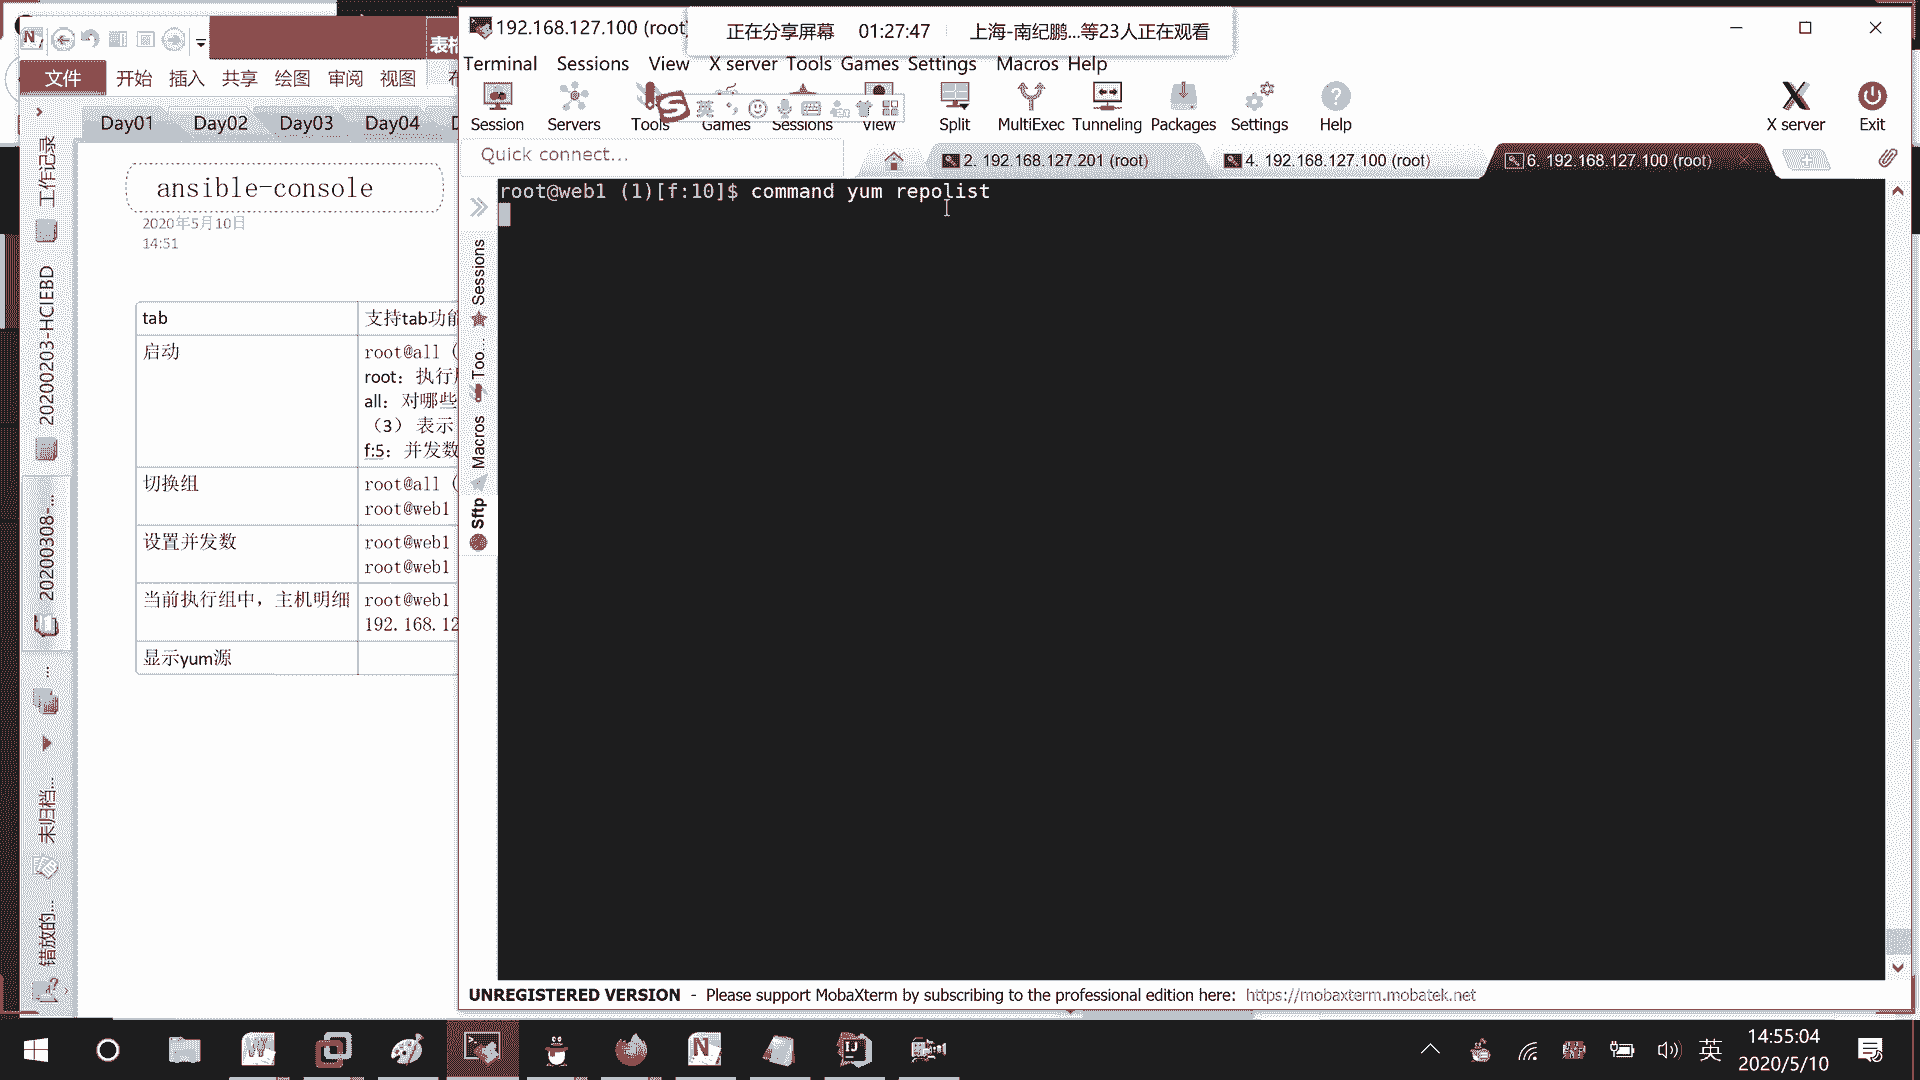 192.168.127.100 (root
正在分享屏幕 01:27:47 上海-南纪鹏...等23人正在观看
Terminal Sessions View X server Tools Games Settings Macros Help
Session Servers Tools Games Sessions View Split MultiExec Tunneling Packages Settings Help X server Exit
英
Quick connect...
2. 192.168.127.201 (root)
4. 192.168.127.100 (root)
6. 192.168.127.100 (root)
root@web1 (1)[f:10]$ command yum repolist
Sessions
Too...
Macros
Sftp
UNREGISTERED VERSION - Please support MobaXterm by subscribing to the professional edition here: https://mobaxterm.mobatek.net
表格
文件 开始 插入 共享 绘图 审阅 视图
Day01 Day02 Day03 Day04
工作记录
20200203-HCIEBD
20200308-...
...
未归档...
错放的...
ansible-console
2020年5月10日
14:51
tab 支持tab功能
启动 root@all (
root：执行
all：对哪些
（3） 表示
f:5：并发数
切换组 root@all (
root@web1
设置并发数 root@web1
root@web1
当前执行组中，主机明细 root@web1
192.168.12
显示yum源
英
14:55:04
2020/5/10